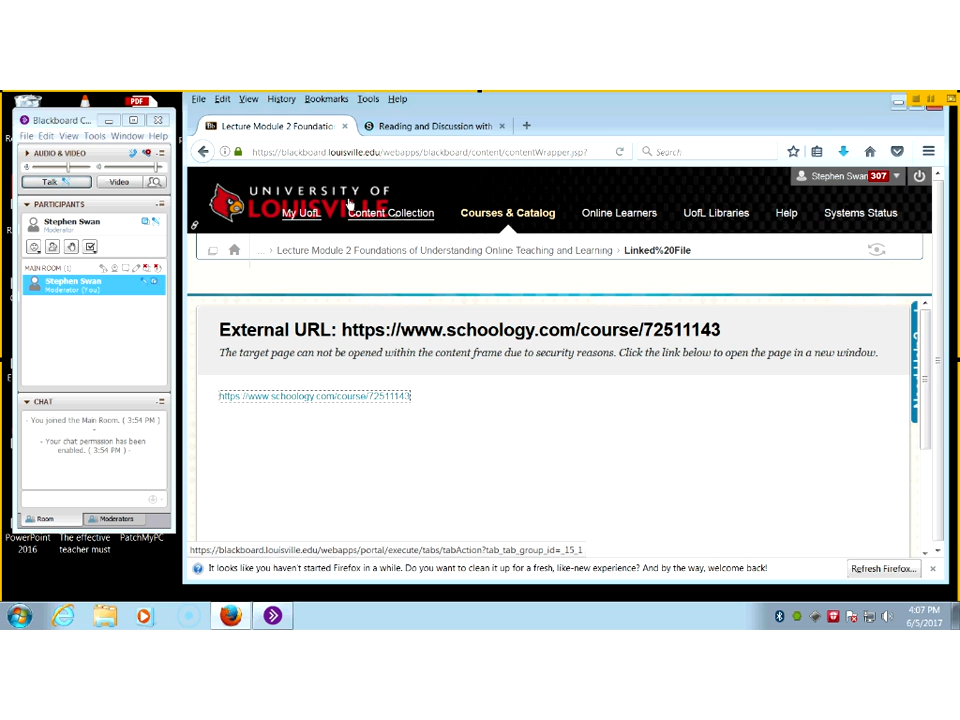 PDF
Blackboard C...
File Edit View Tools Window Help
AUDIO & VIDEO
Talk
Video
PARTICIPANTS
Stephen Swan
Moderator
MAIN ROOM (1)
Stephen Swan
Moderator (You)
CHAT
- You joined the Main Room. ( 3:54 PM )
-
- Your chat permission has been
enabled. ( 3:54 PM ) -
Room
Moderators
PowerPoint
2016
The effective
teacher must
PatchMyPC
File Edit View History Bookmarks Tools Help
Lecture Module 2 Foundatio
Reading and Discussion with
https://blackboard.louisville.edu/webapps/blackboard/content/contentWrapper.jsp?
Search
Stephen Swan 307
UNIVERSITY OF
LOUISVILLE
My UofL Content Collection Courses & Catalog Online Learners UofL Libraries Help Systems Status
... > Lecture Module 2 Foundations of Understanding Online Teaching and Learning > Linked%20File
External URL: https://www.schoology.com/course/72511143
The target page can not be opened within the content frame due to security reasons. Click the link below to open the page in a new window.
https://www.schoology.com/course/72511143
https://blackboard.louisville.edu/webapps/portal/execute/tabs/tabAction?tab_tab_group_id=_15_1
It looks like you haven't started Firefox in a while. Do you want to clean it up for a fresh, like-new experience? And by the way, welcome back!
Refresh Firefox...
4:07 PM
6/5/2017